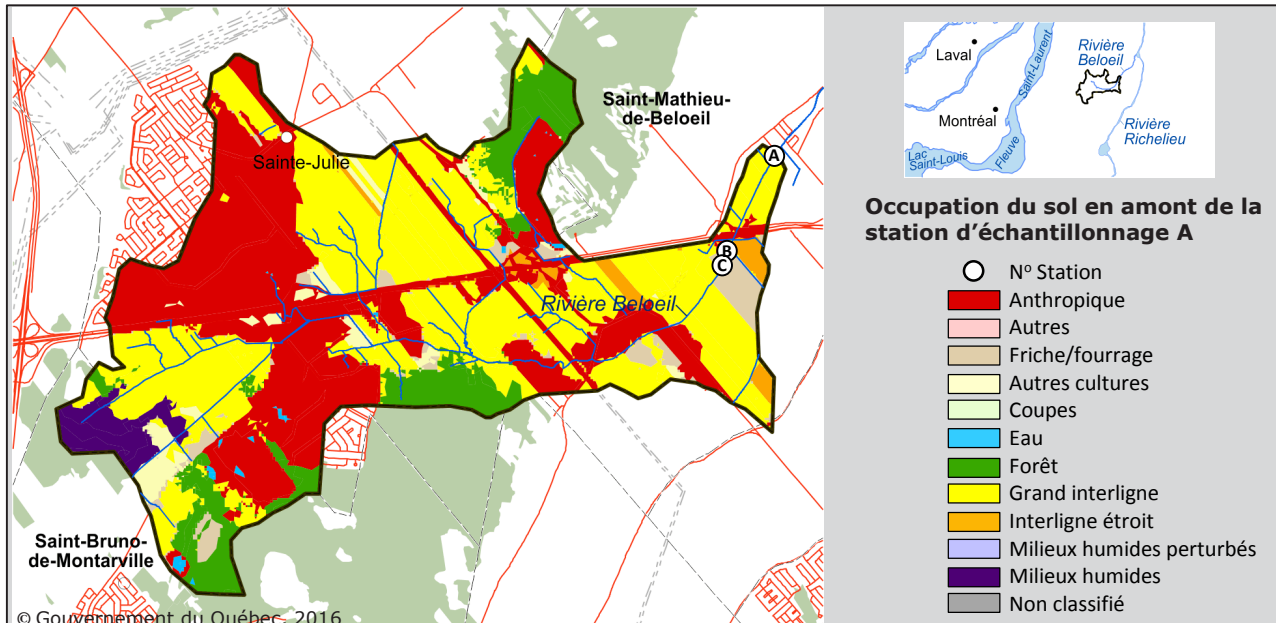 Saint-Mathieu-
de-Beloeil
Sainte-Julie
Rivière Beloeil
A
B
C
Saint-Bruno-
de-Montarville
© Gouvernement du Québec, 2016
Laval
Montréal
Lac
Saint-Louis
Fleuve
Saint-Laurent
Rivière
Beloeil
Rivière
Richelieu
Occupation du sol en amont de la
station d’échantillonnage A
Nº Station
Anthropique
Autres
Friche/fourrage
Autres cultures
Coupes
Eau
Forêt
Grand interligne
Interligne étroit
Milieux humides perturbés
Milieux humides
Non classifié